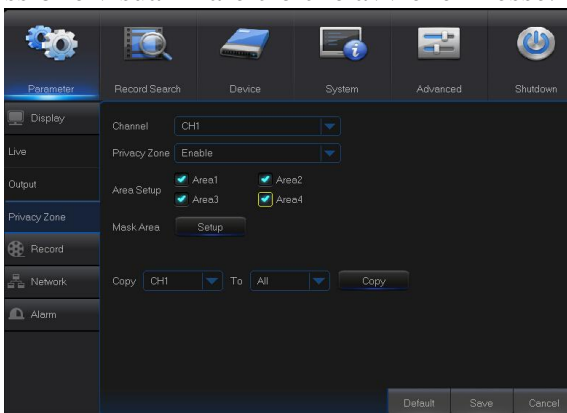 Parameter Record Search Device System Advanced Shutdown
Display
Live
Output
Privacy Zone
Record
Network
Alarm
Channel CH1
Privacy Zone Enable
Area Setup Area1 Area2
Area3 Area4
Mask Area Setup
Copy CH1 To All Copy
Default Save Cancel